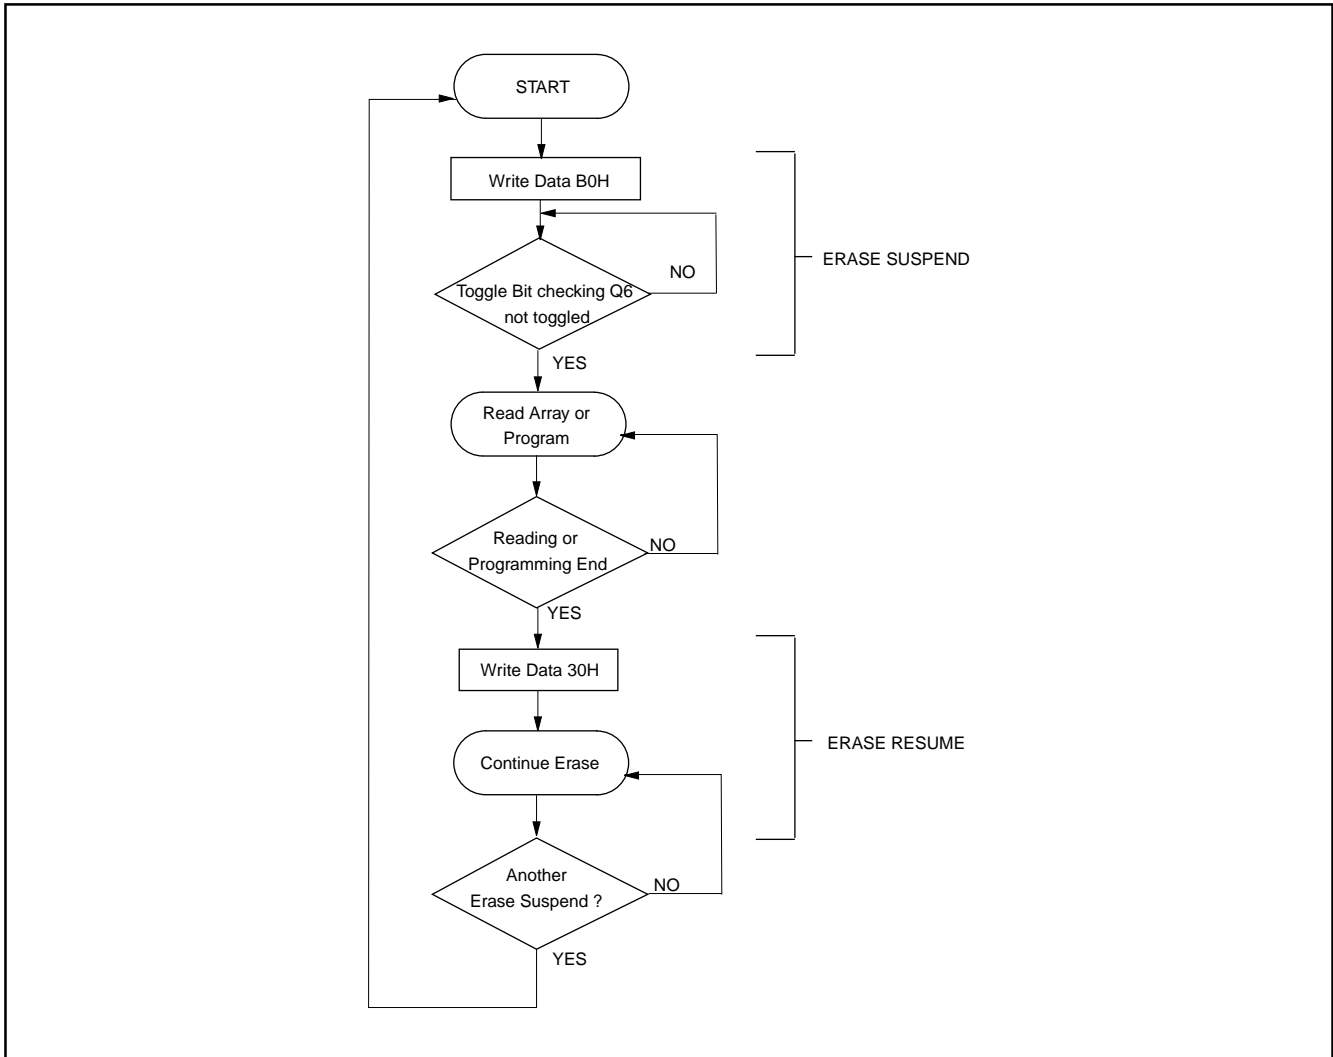 START
Write Data B0H
ERASE SUSPEND
NO
Toggle Bit checking Q6
not toggled
YES
Read Array or
Program
Reading or
NO
Programming End
YES
Write Data 30H
ERASE RESUME
Continue Erase
Another
NO
Erase Suspend ?
YES